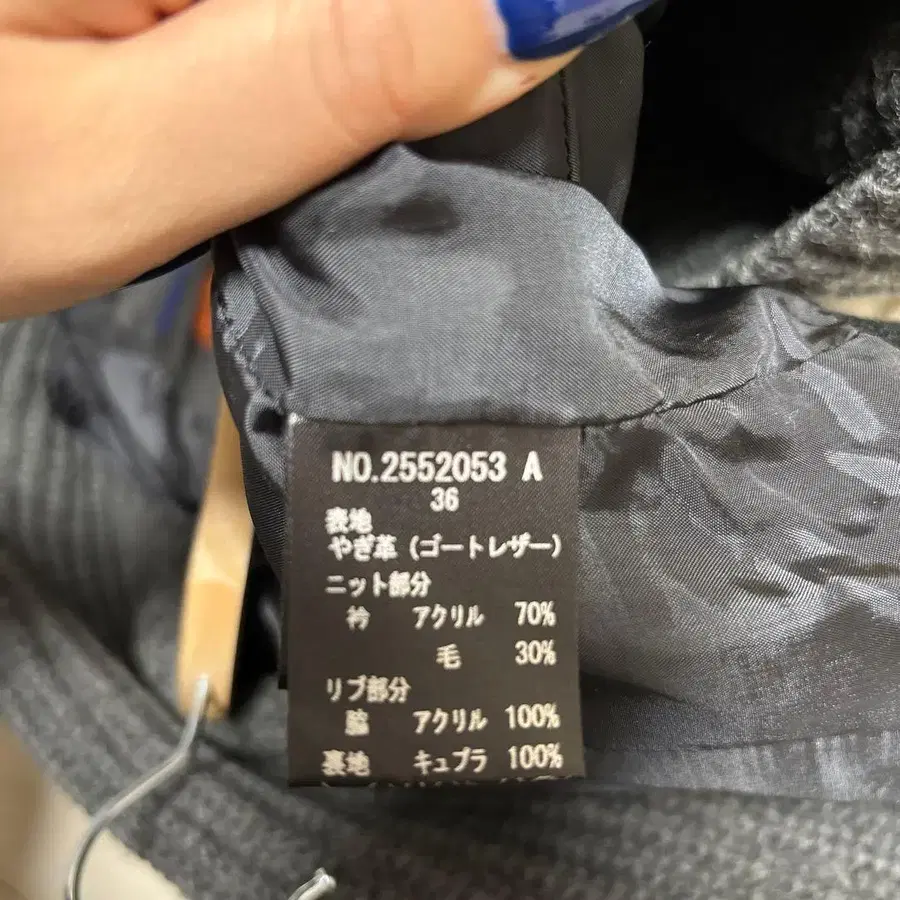 NO.2552053 A
36
表地
やぎ革 (ゴートレザー)
ニット部分
衿 アクリル 70%
毛 30%
リブ部分
脇 アクリル 100%
裏地 キュプラ 100%